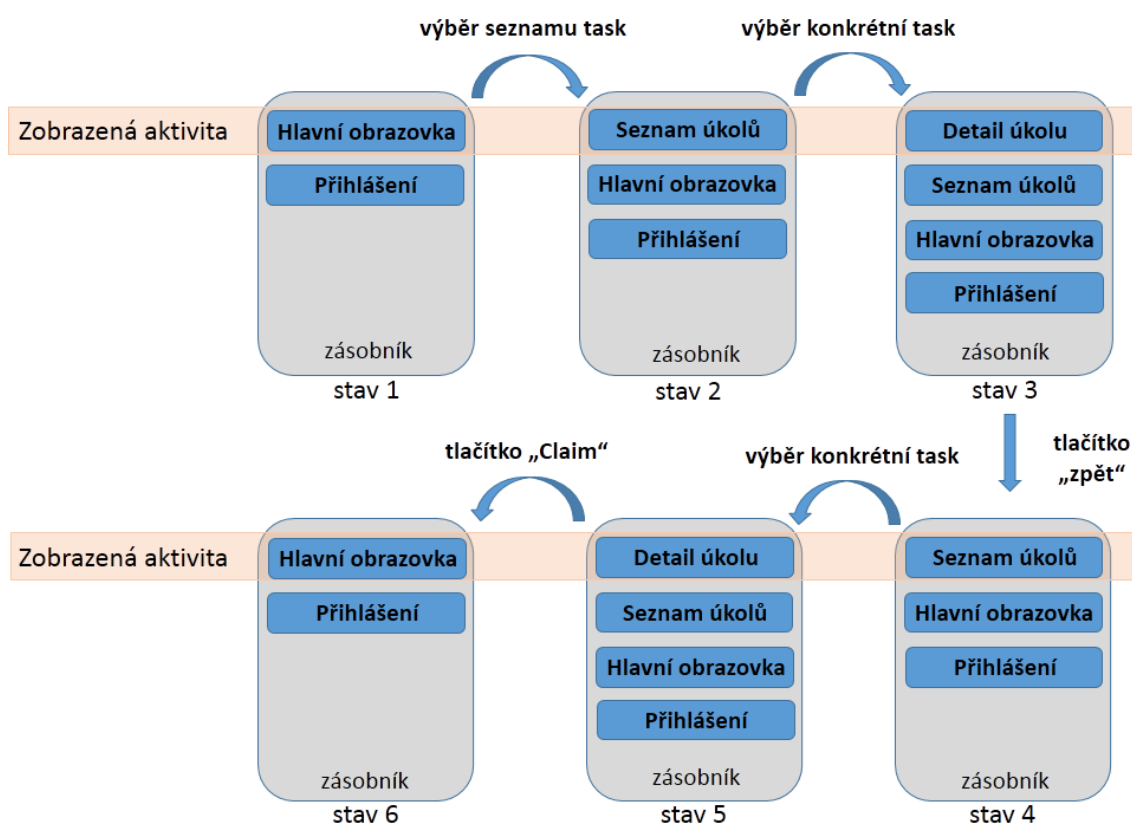 výběr seznamu task
výběr konkrétní task
Zobrazená aktivita
Hlavní obrazovka
Přihlášení
zásobník
stav 1
Seznam úkolů
Hlavní obrazovka
Přihlášení
zásobník
stav 2
Detail úkolu
Seznam úkolů
Hlavní obrazovka
Přihlášení
zásobník
stav 3
tlačítko „Claim“
výběr konkrétní task
tlačítko
„zpět“
Zobrazená aktivita
Hlavní obrazovka
Přihlášení
zásobník
stav 6
Detail úkolu
Seznam úkolů
Hlavní obrazovka
Přihlášení
zásobník
stav 5
Seznam úkolů
Hlavní obrazovka
Přihlášení
zásobník
stav 4